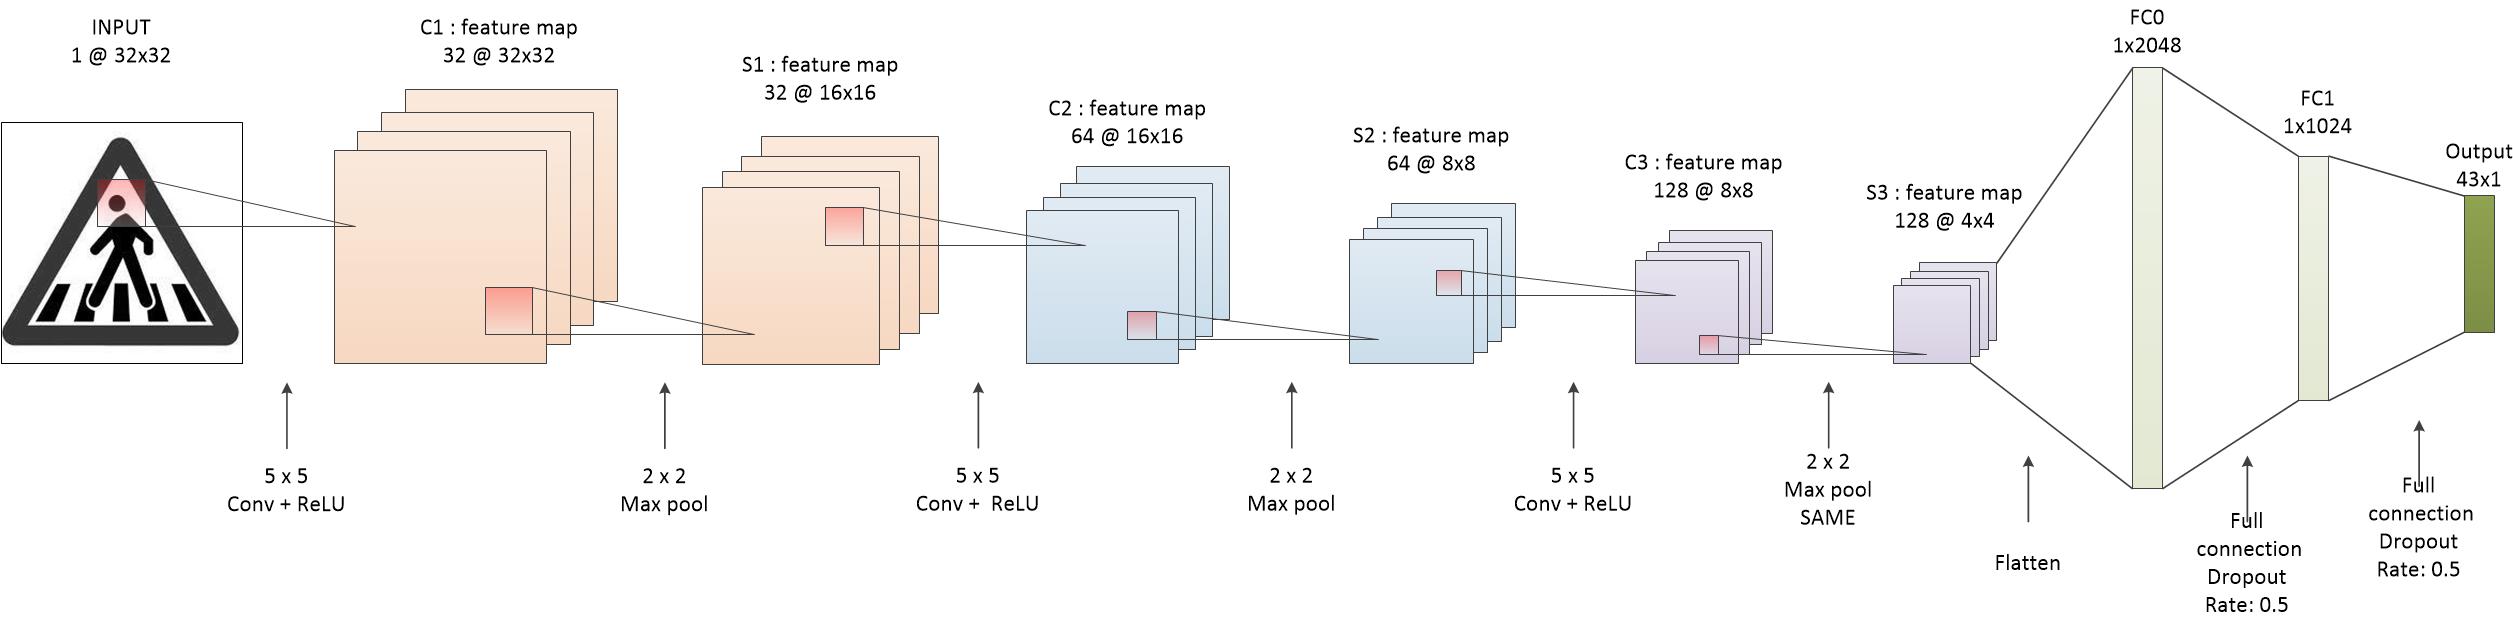 INPUT
1 @ 32x32
C1 : feature map
32 @ 32x32
S1 : feature map
32 @ 16x16
C2 : feature map
64 @ 16x16
S2 : feature map
64 @ 8x8
C3 : feature map
128 @ 8x8
S3 : feature map
128 @ 4x4
FC0
1x2048
FC1
1x1024
Output
43x1
5 x 5
Conv + ReLU
2 x 2
Max pool
5 x 5
Conv +  ReLU
2 x 2
Max pool
5 x 5
Conv + ReLU
2 x 2
Max pool
SAME
Flatten
Full
connection
Dropout
Rate: 0.5
Full
connection
Dropout
Rate: 0.5